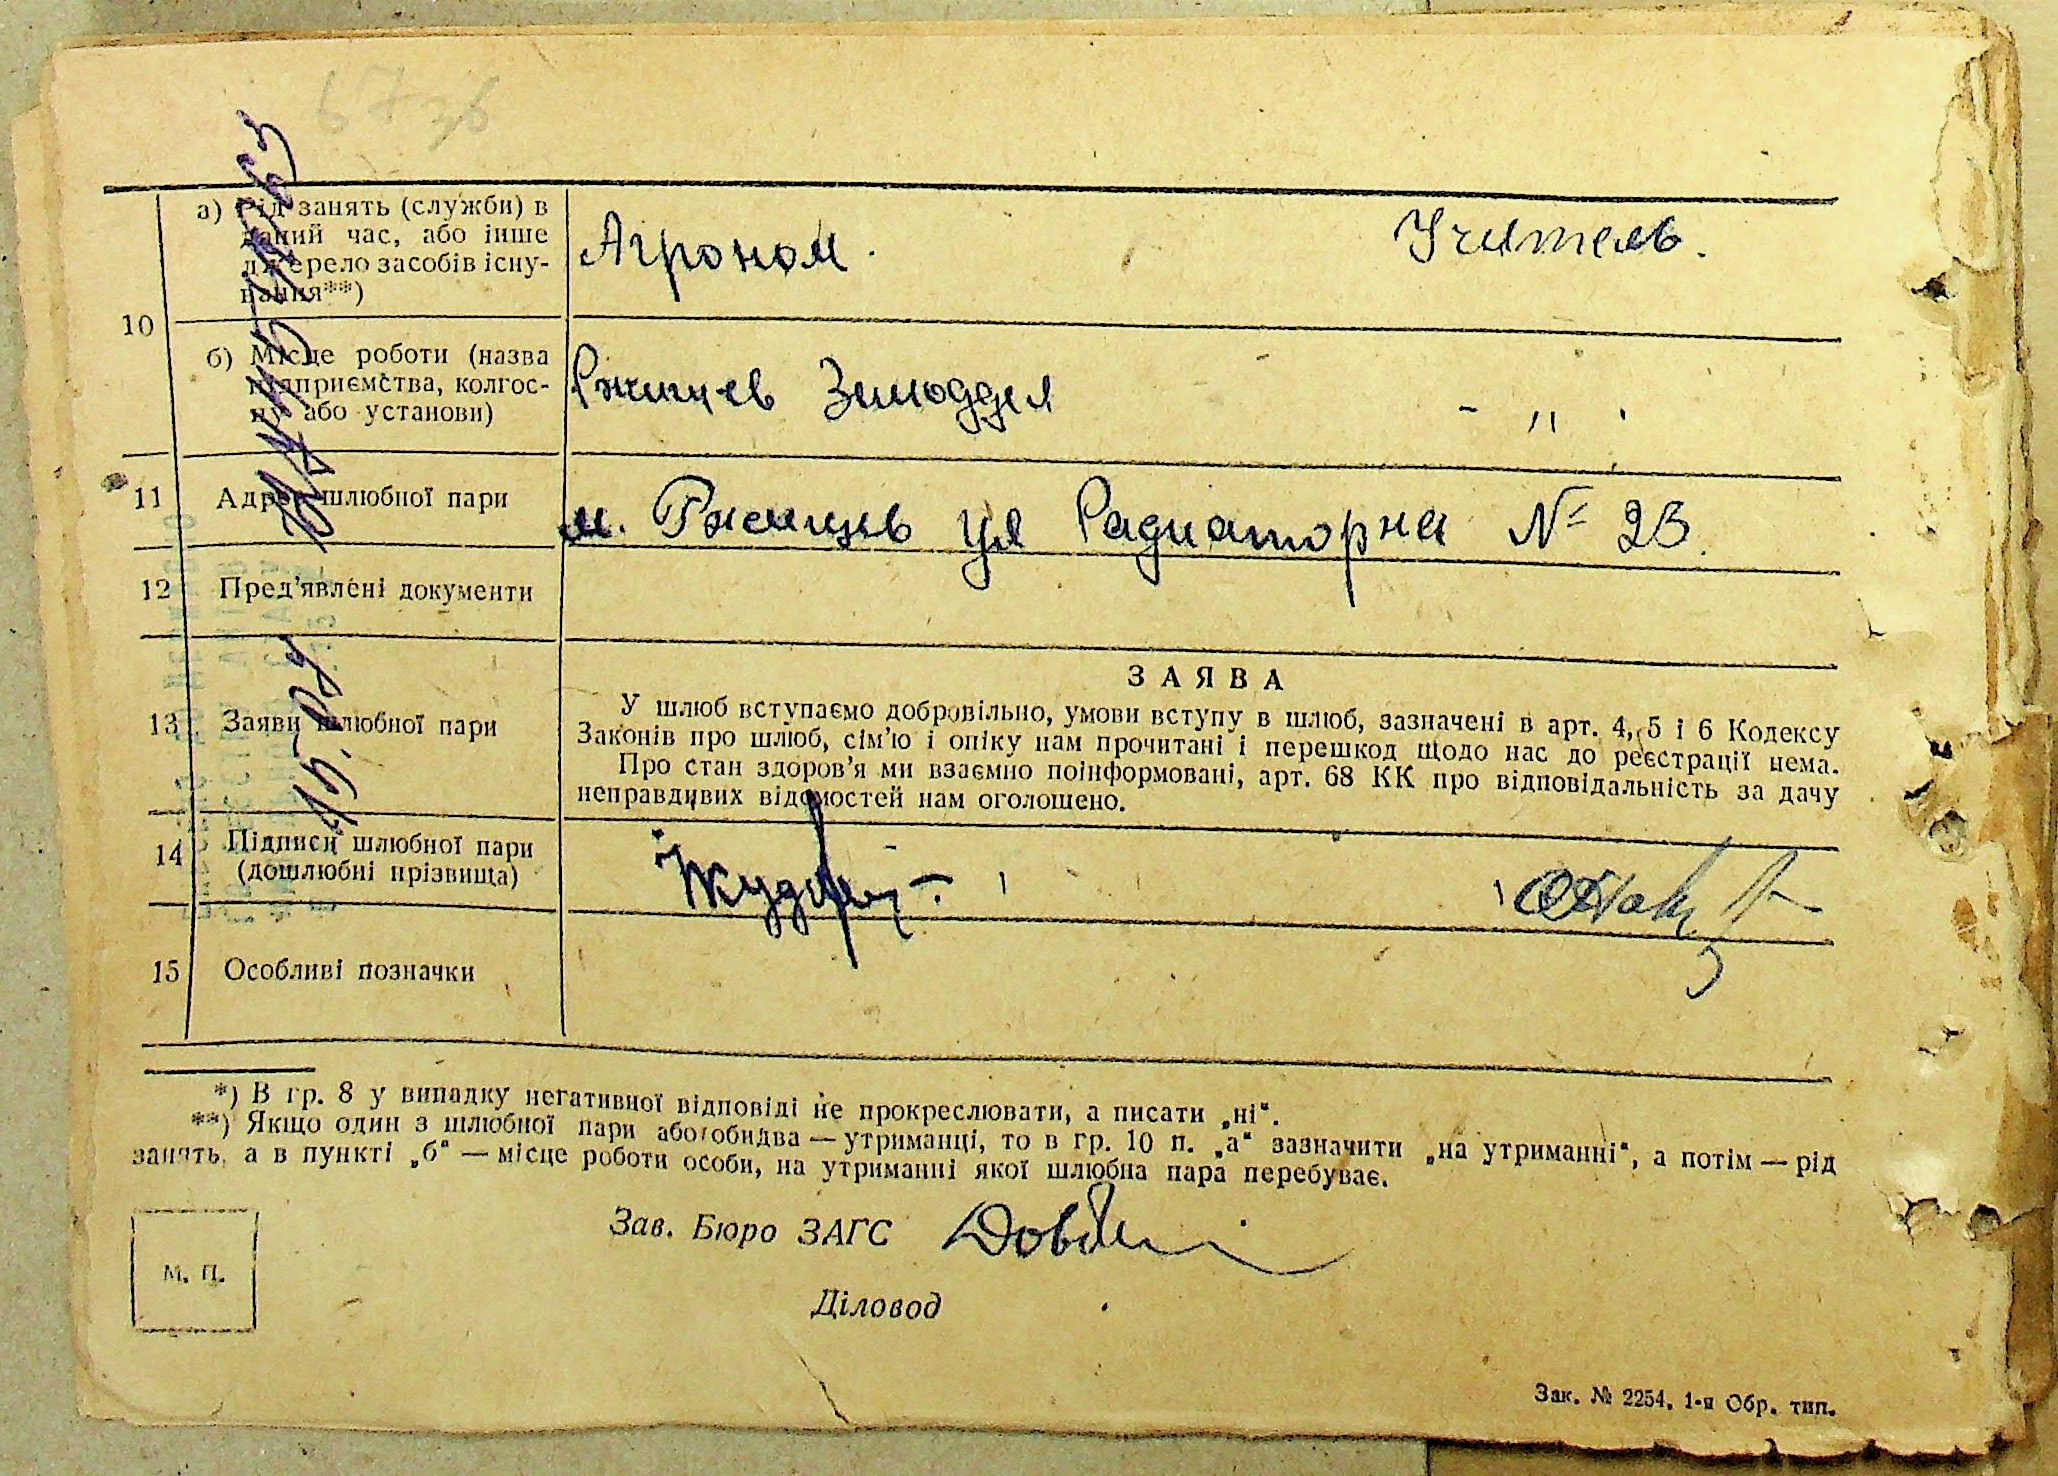 67 зв
10
а) Рід занять (служби) в
даний час, або інше
джерело засобів існу-
вання**)
Агроном.
Учитель.
б) Місце роботи (назва
підприємства, колгос-
пу або установи)
Ржищев
- „ .
11
Адреса шлюбної пари
м. Ржищев ул Радиаторна № 23.
12
Пред’явлені документи
13
Заяви шлюбної пари
ЗАЯВА
У шлюб вступаємо добровільно, умови вступу в шлюб, зазначені в арт. 4, 5 і 6 Кодексу
Законів про шлюб, сім’ю і опіку нам прочитані і перешкод щодо нас до реєстрації нема.
Про стан здоров’я ми взаємно поінформовані, арт. 68 КК про відповідальність за дачу
неправдивих відомостей нам оголошено.
14
Підписи шлюбної пари
(дошлюбні прізвища)
15
Особливі позначки
*) В гр. 8 у випадку негативної відповіді не прокреслювати, а писати „ні“.
**) Якщо один з шлюбної пари або обидва — утриманці, то в гр. 10 п. „а“ зазначити „на утриманні“, а потім — рід
занять, а в пункті „б“ — місце роботи особи, на утриманні якої шлюбна пара перебуває.
Зав. Бюро ЗАГС
Діловод
М. П.
Зак. № 2254. 1-я Обр. тип.